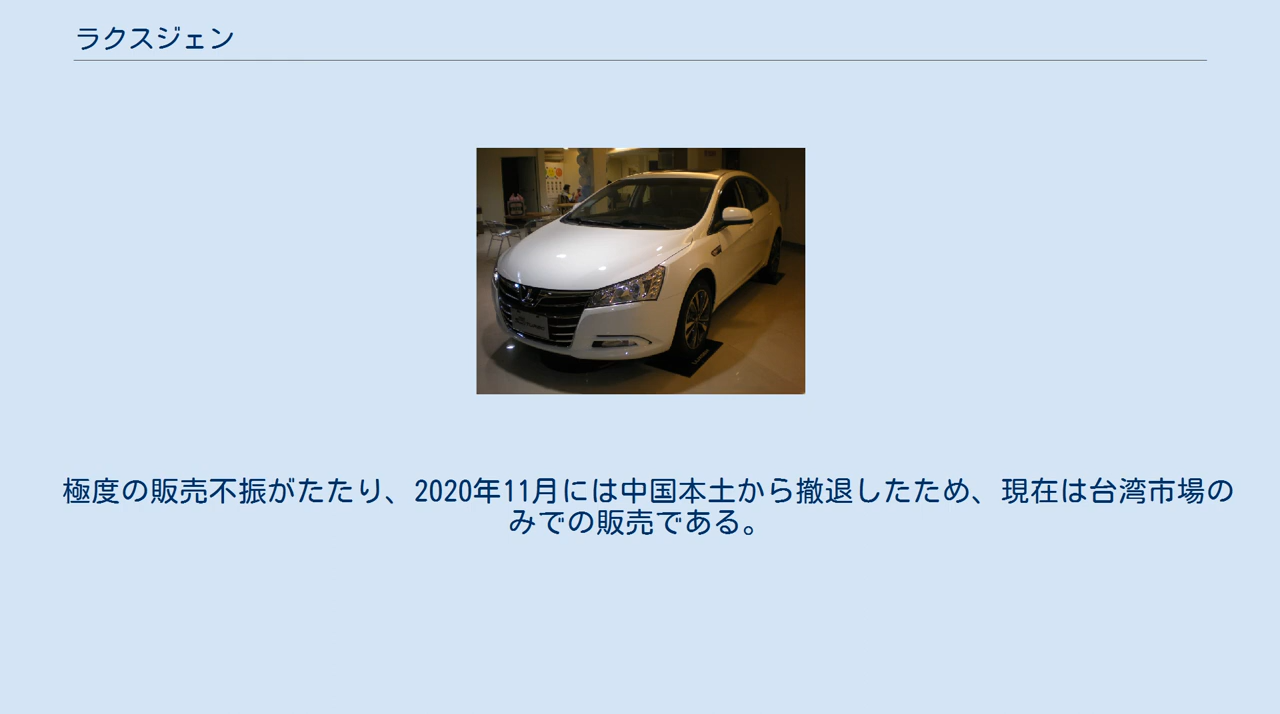 ラクスジェン
極度の販売不振がたたり、2020年11月には中国本土から撤退したため、現在は台湾市場の
みでの販売である。